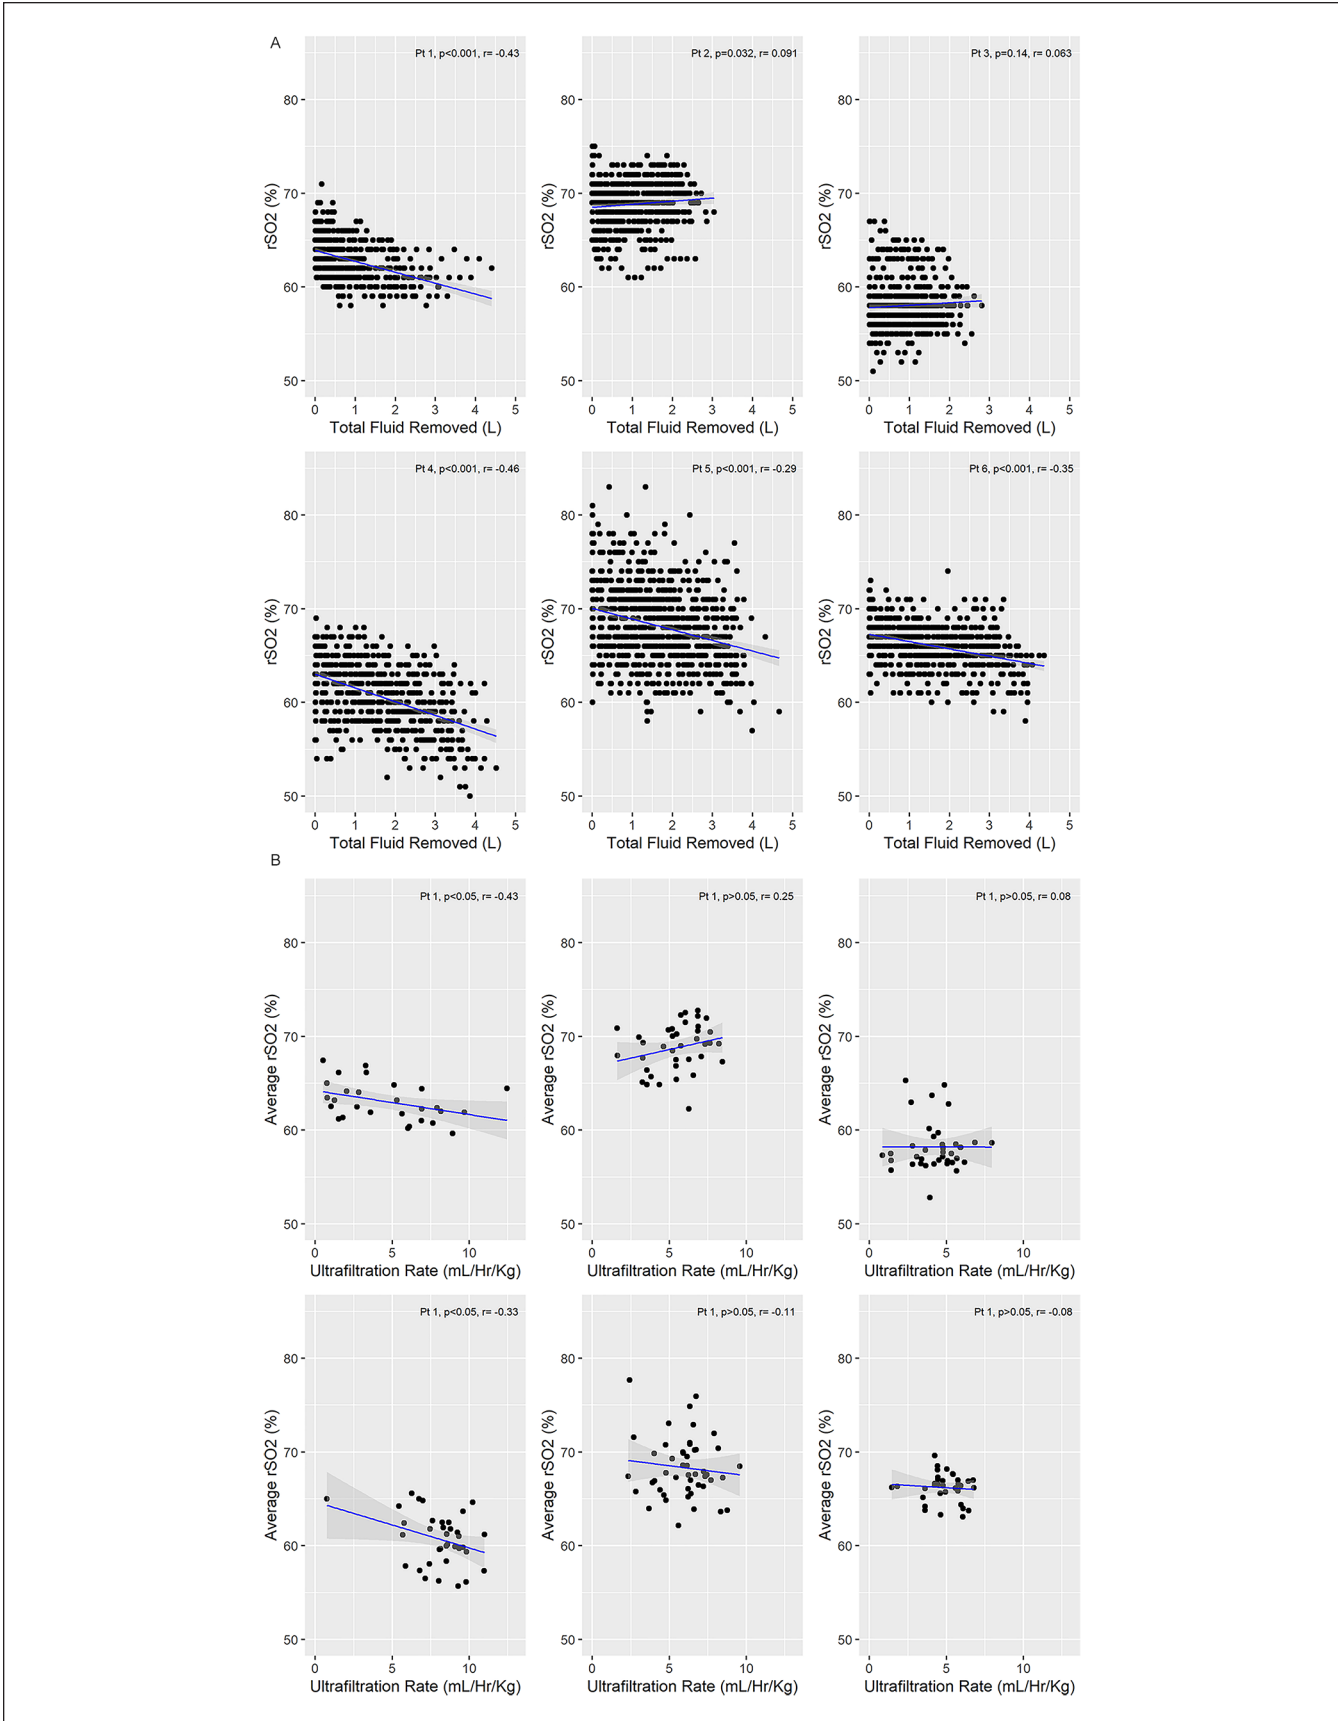 A
Pt 1, p<0.001, r= -0.43
rSO2 (%)
80
70
60
50
0 1 2 3 4 5
Total Fluid Removed (L)
Pt 2, p=0.032, r= 0.091
rSO2 (%)
80
70
60
50
0 1 2 3 4 5
Total Fluid Removed (L)
Pt 3, p=0.14, r= 0.063
rSO2 (%)
80
70
60
50
0 1 2 3 4 5
Total Fluid Removed (L)
Pt 4, p<0.001, r= -0.46
rSO2 (%)
80
70
60
50
0 1 2 3 4 5
Total Fluid Removed (L)
Pt 5, p<0.001, r= -0.29
rSO2 (%)
80
70
60
50
0 1 2 3 4 5
Total Fluid Removed (L)
Pt 6, p<0.001, r= -0.35
rSO2 (%)
80
70
60
50
0 1 2 3 4 5
Total Fluid Removed (L)
B
Pt 1, p<0.05, r= -0.43
Average rSO2 (%)
80
70
60
50
0 5 10
Ultrafiltration Rate (mL/Hr/Kg)
Pt 1, p>0.05, r= 0.25
Average rSO2 (%)
80
70
60
50
0 5 10
Ultrafiltration Rate (mL/Hr/Kg)
Pt 1, p>0.05, r= 0.08
Average rSO2 (%)
80
70
60
50
0 5 10
Ultrafiltration Rate (mL/Hr/Kg)
Pt 1, p<0.05, r= -0.33
Average rSO2 (%)
80
70
60
50
0 5 10
Ultrafiltration Rate (mL/Hr/Kg)
Pt 1, p>0.05, r= -0.11
Average rSO2 (%)
80
70
60
50
0 5 10
Ultrafiltration Rate (mL/Hr/Kg)
Pt 1, p>0.05, r= -0.08
Average rSO2 (%)
80
70
60
50
0 5 10
Ultrafiltration Rate (mL/Hr/Kg)